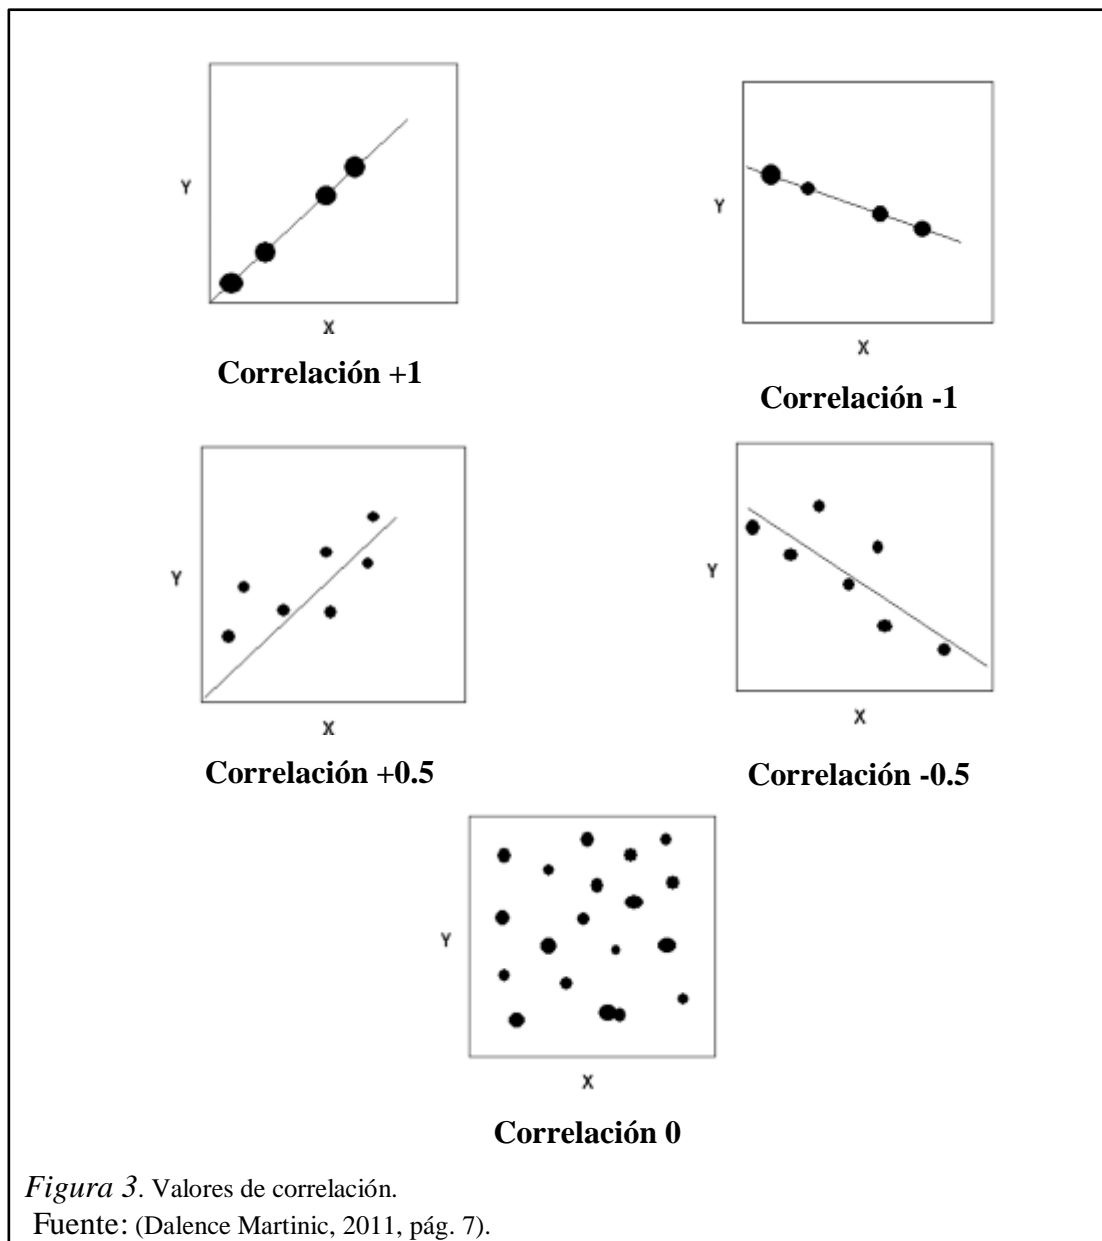 Y
X
Correlación +1
Y
X
Correlación -1
Y
X
Correlación +0.5
Y
X
Correlación -0.5
Y
X
Correlación 0
Figura 3. Valores de correlación.
Fuente: (Dalence Martinic, 2011, pág. 7).